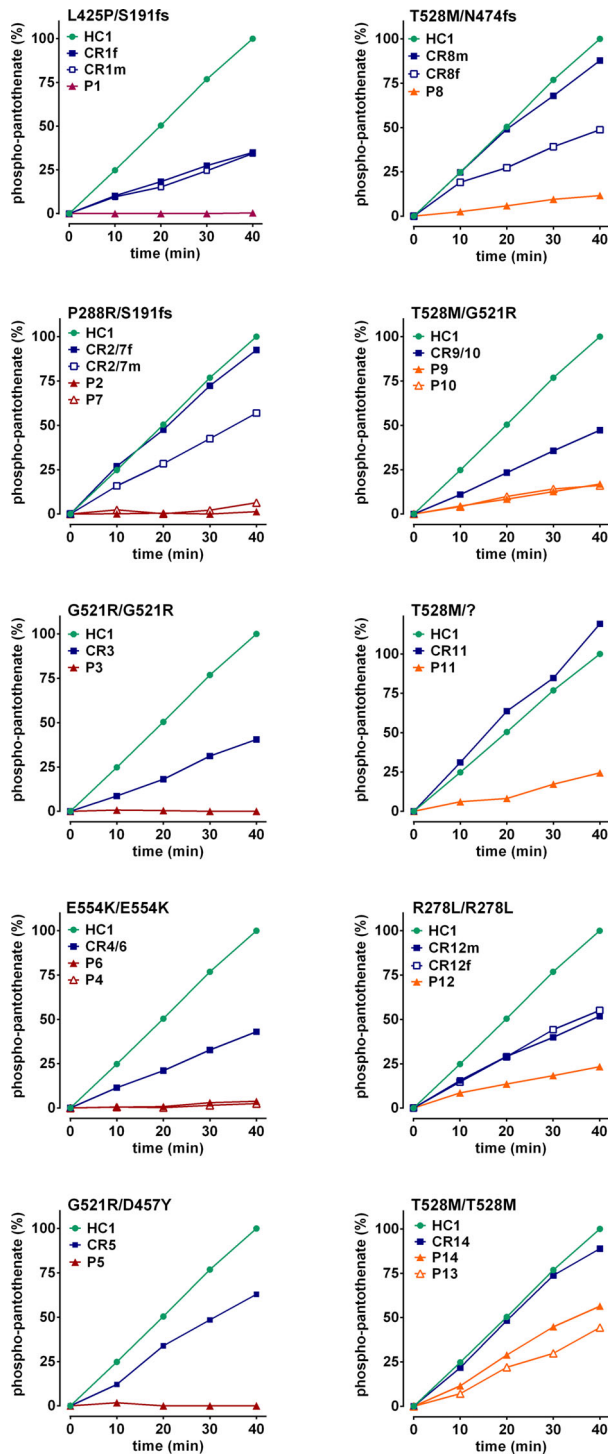 L425P/S191fs
HC1
CR1f
CR1m
P1
phospho-pantothenate (%)
100
75
50
25
0
0 10 20 30 40
time (min)
T528M/N474fs
HC1
CR8m
CR8f
P8
phospho-pantothenate (%)
100
75
50
25
0
0 10 20 30 40
time (min)
P288R/S191fs
HC1
CR2/7f
CR2/7m
P2
P7
phospho-pantothenate (%)
100
75
50
25
0
0 10 20 30 40
time (min)
T528M/G521R
HC1
CR9/10
P9
P10
phospho-pantothenate (%)
100
75
50
25
0
0 10 20 30 40
time (min)
G521R/G521R
HC1
CR3
P3
phospho-pantothenate (%)
100
75
50
25
0
0 10 20 30 40
time (min)
T528M/?
HC1
CR11
P11
phospho-pantothenate (%)
100
75
50
25
0
0 10 20 30 40
time (min)
E554K/E554K
HC1
CR4/6
P6
P4
phospho-pantothenate (%)
100
75
50
25
0
0 10 20 30 40
time (min)
R278L/R278L
HC1
CR12m
CR12f
P12
phospho-pantothenate (%)
100
75
50
25
0
0 10 20 30 40
time (min)
G521R/D457Y
HC1
CR5
P5
phospho-pantothenate (%)
100
75
50
25
0
0 10 20 30 40
time (min)
T528M/T528M
HC1
CR14
P14
P13
phospho-pantothenate (%)
100
75
50
25
0
0 10 20 30 40
time (min)